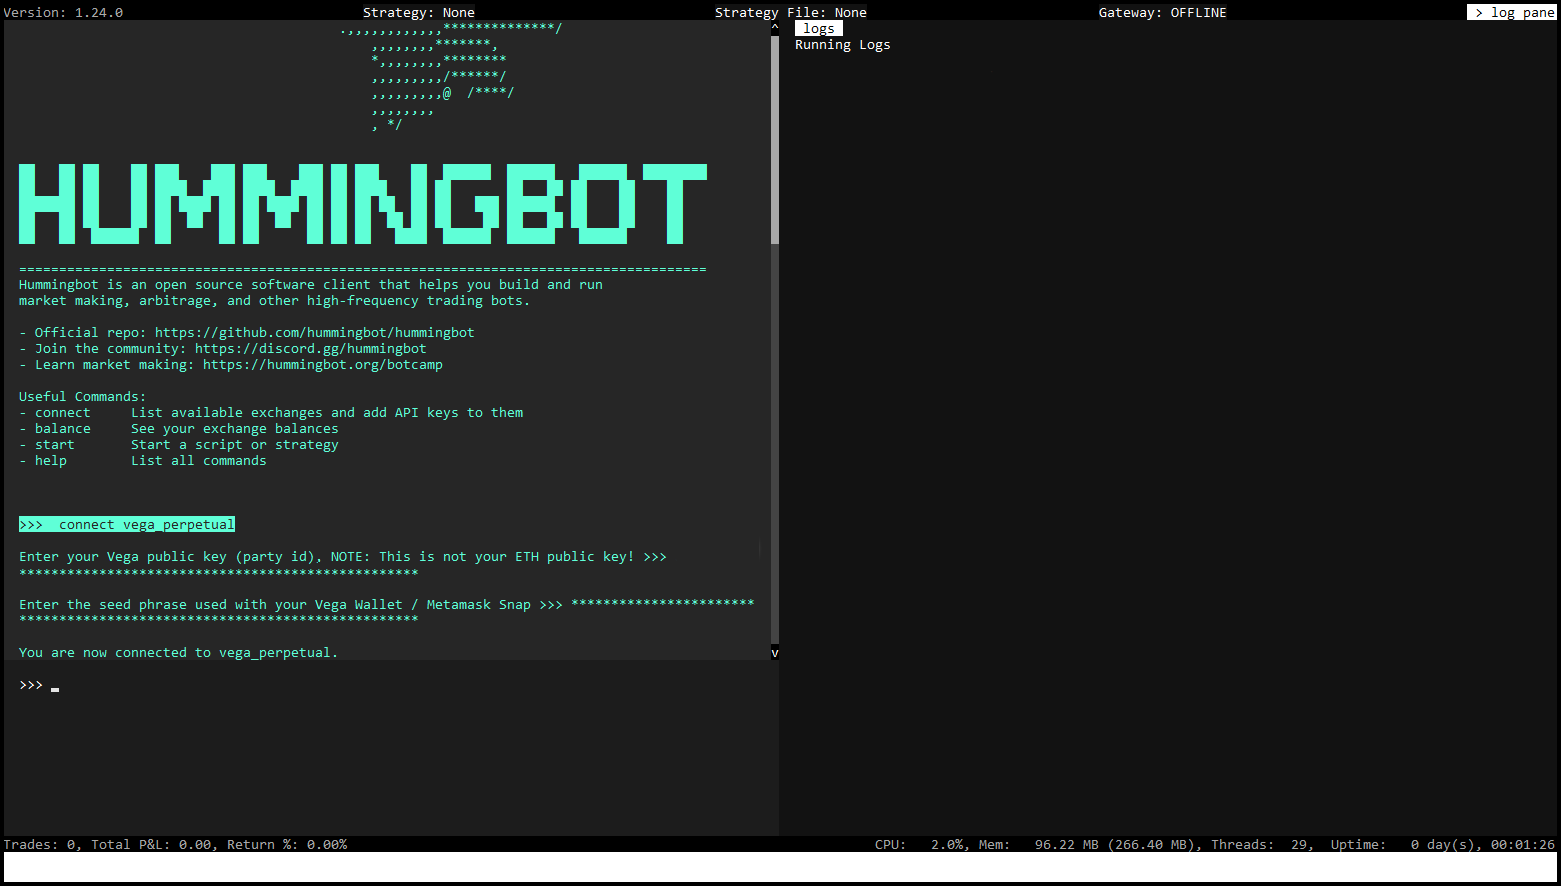 Version: 1.24.0 Strategy: None Strategy File: None Gateway: OFFLINE > log pane
.,,,,,,,,,,,,**************/
,,,,,,,,*******,
*,,,,,,,,********
,,,,,,,,,/******/
,,,,,,,,,@  /****/
,,,,,,,,
, */
HUMMINGBOT
======================================================================================
Hummingbot is an open source software client that helps you build and run
market making, arbitrage, and other high-frequency trading bots.
- Official repo: https://github.com/hummingbot/hummingbot
- Join the community: https://discord.gg/hummingbot
- Learn market making: https://hummingbot.org/botcamp
Useful Commands:
- connect     List available exchanges and add API keys to them
- balance     See your exchange balances
- start       Start a script or strategy
- help        List all commands
>>>  connect vega_perpetual
Enter your Vega public key (party id), NOTE: This is not your ETH public key! >>>
**************************************************
Enter the seed phrase used with your Vega Wallet / Metamask Snap >>> ***********************
**************************************************
You are now connected to vega_perpetual.
^
v
>>> _
logs
Running Logs
Trades: 0, Total P&L: 0.00, Return %: 0.00% CPU:   2.0%, Mem:   96.22 MB (266.40 MB), Threads:  29,  Uptime:   0 day(s), 00:01:26